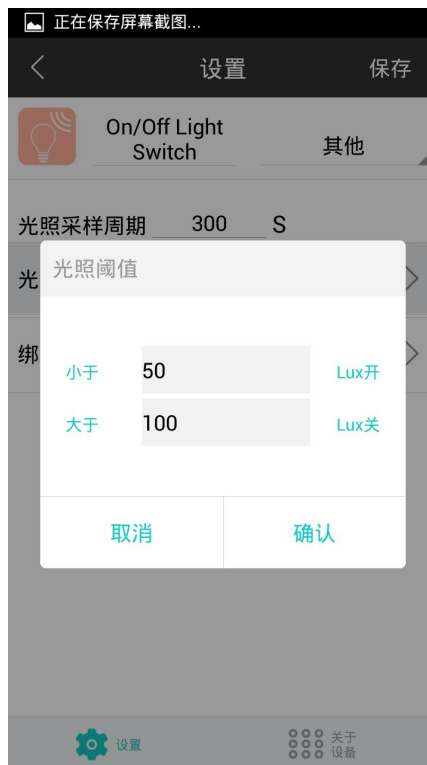 正在保存屏幕截图...
设置
保存
On/Off Light
Switch
其他
光照采样周期 300 S
光照阈值
光
小于 50 Lux开
绑
大于 100 Lux关
取消 确认
设置
关于
设备